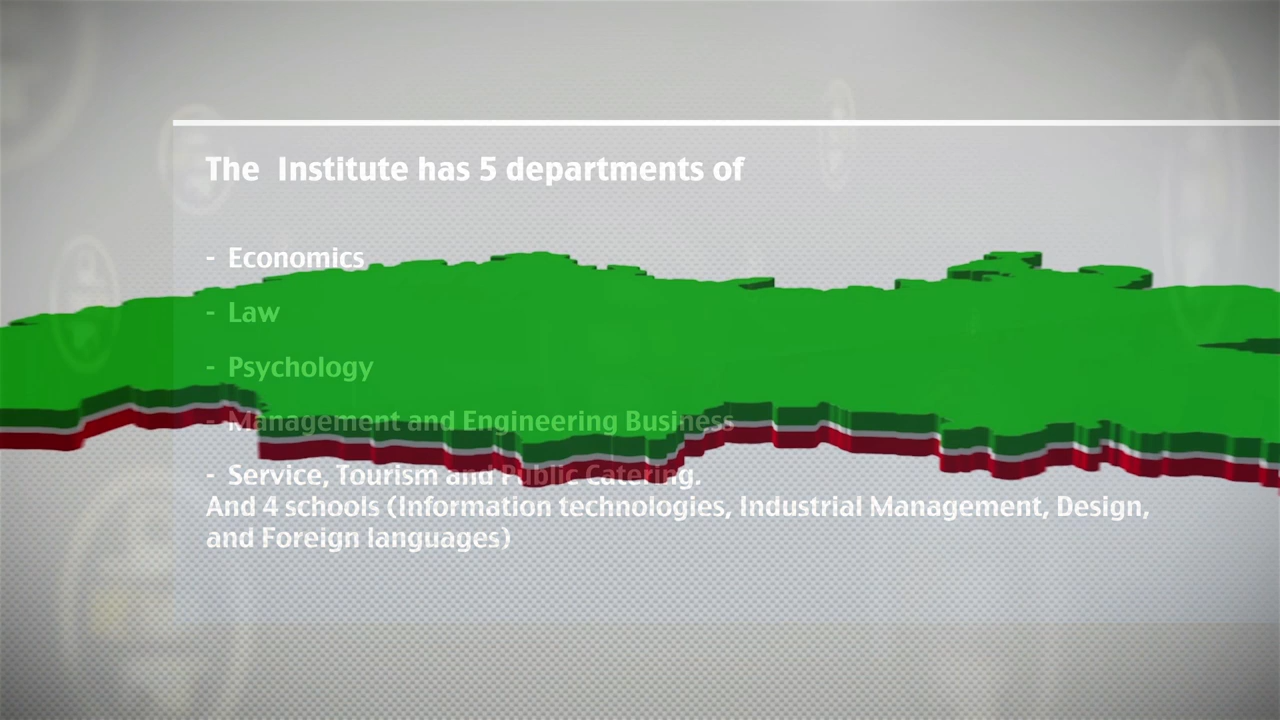 The Institute has 5 departments of
- Economics
- Law
- Psychology
- Management and Engineering Business
- Service, Tourism and Public Catering.
And 4 schools (Information technologies, Industrial Management, Design,
and Foreign languages)